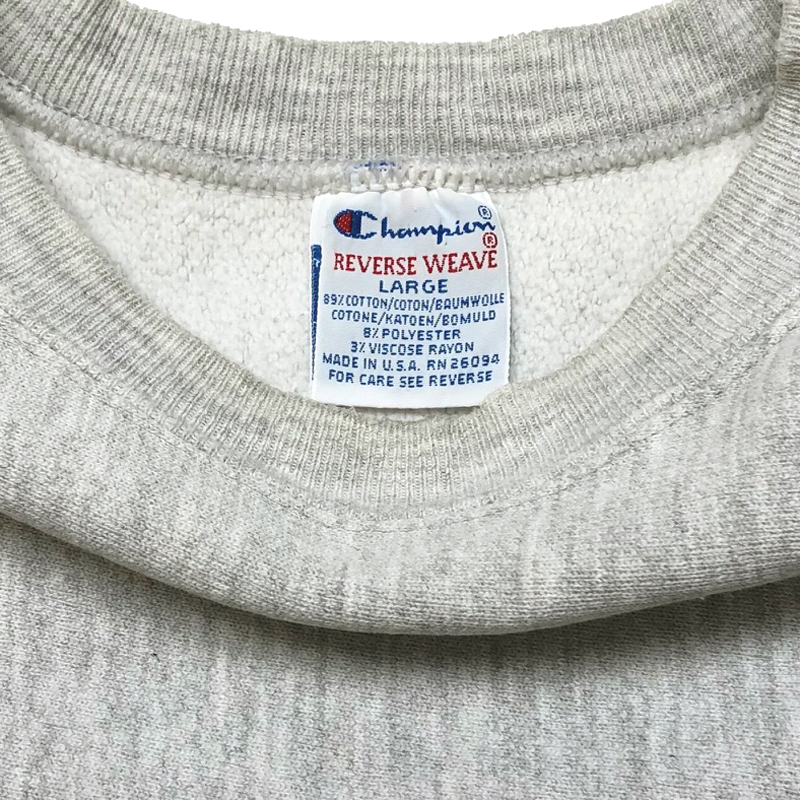 Champion®
REVERSE WEAVE®
LARGE
89% COTTON/COTON/BAUMWOLLE
COTONE/KATOEN/BOMULD
8% POLYESTER
3% VISCOSE RAYON
MADE IN U.S.A. RN 26094
FOR CARE SEE REVERSE